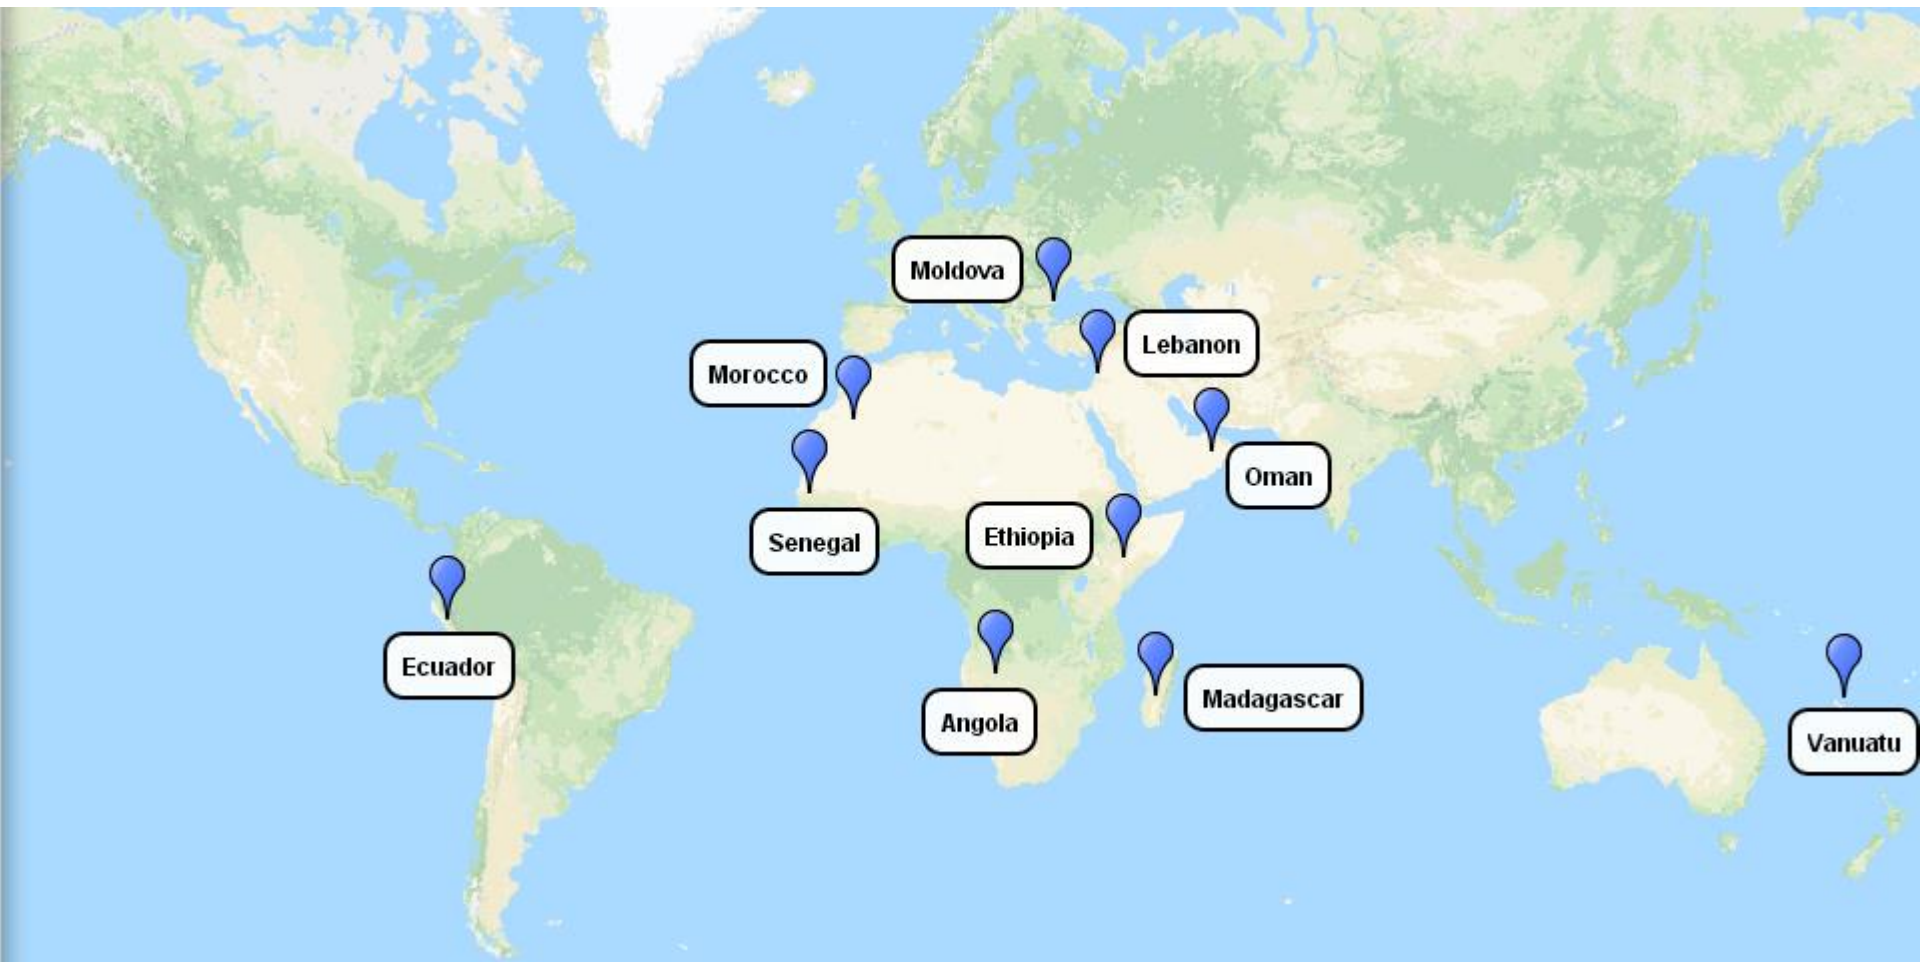 Moldova
Lebanon
Morocco
Oman
Ethiopia
Senegal
Ecuador
Madagascar
Angola
Vanuatu